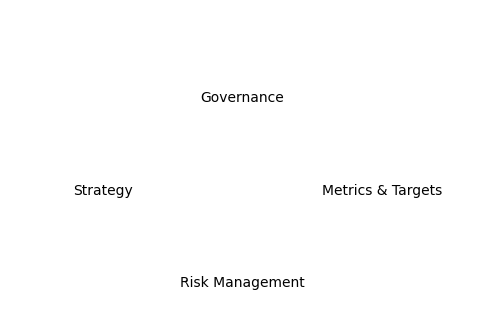 Governance
Strategy
Metrics & Targets
Risk Management